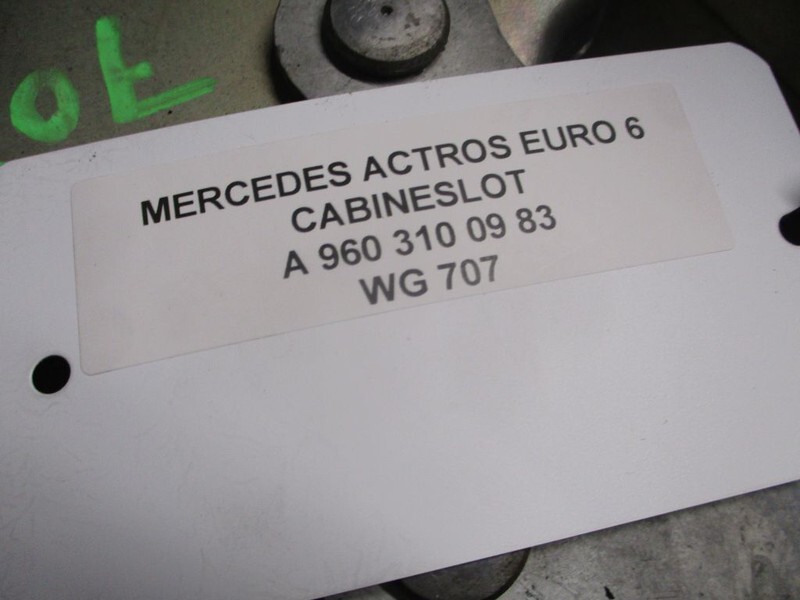 MERCEDES ACTROS EURO 6
CABINESLOT
A 960 310 09 83
WG 707